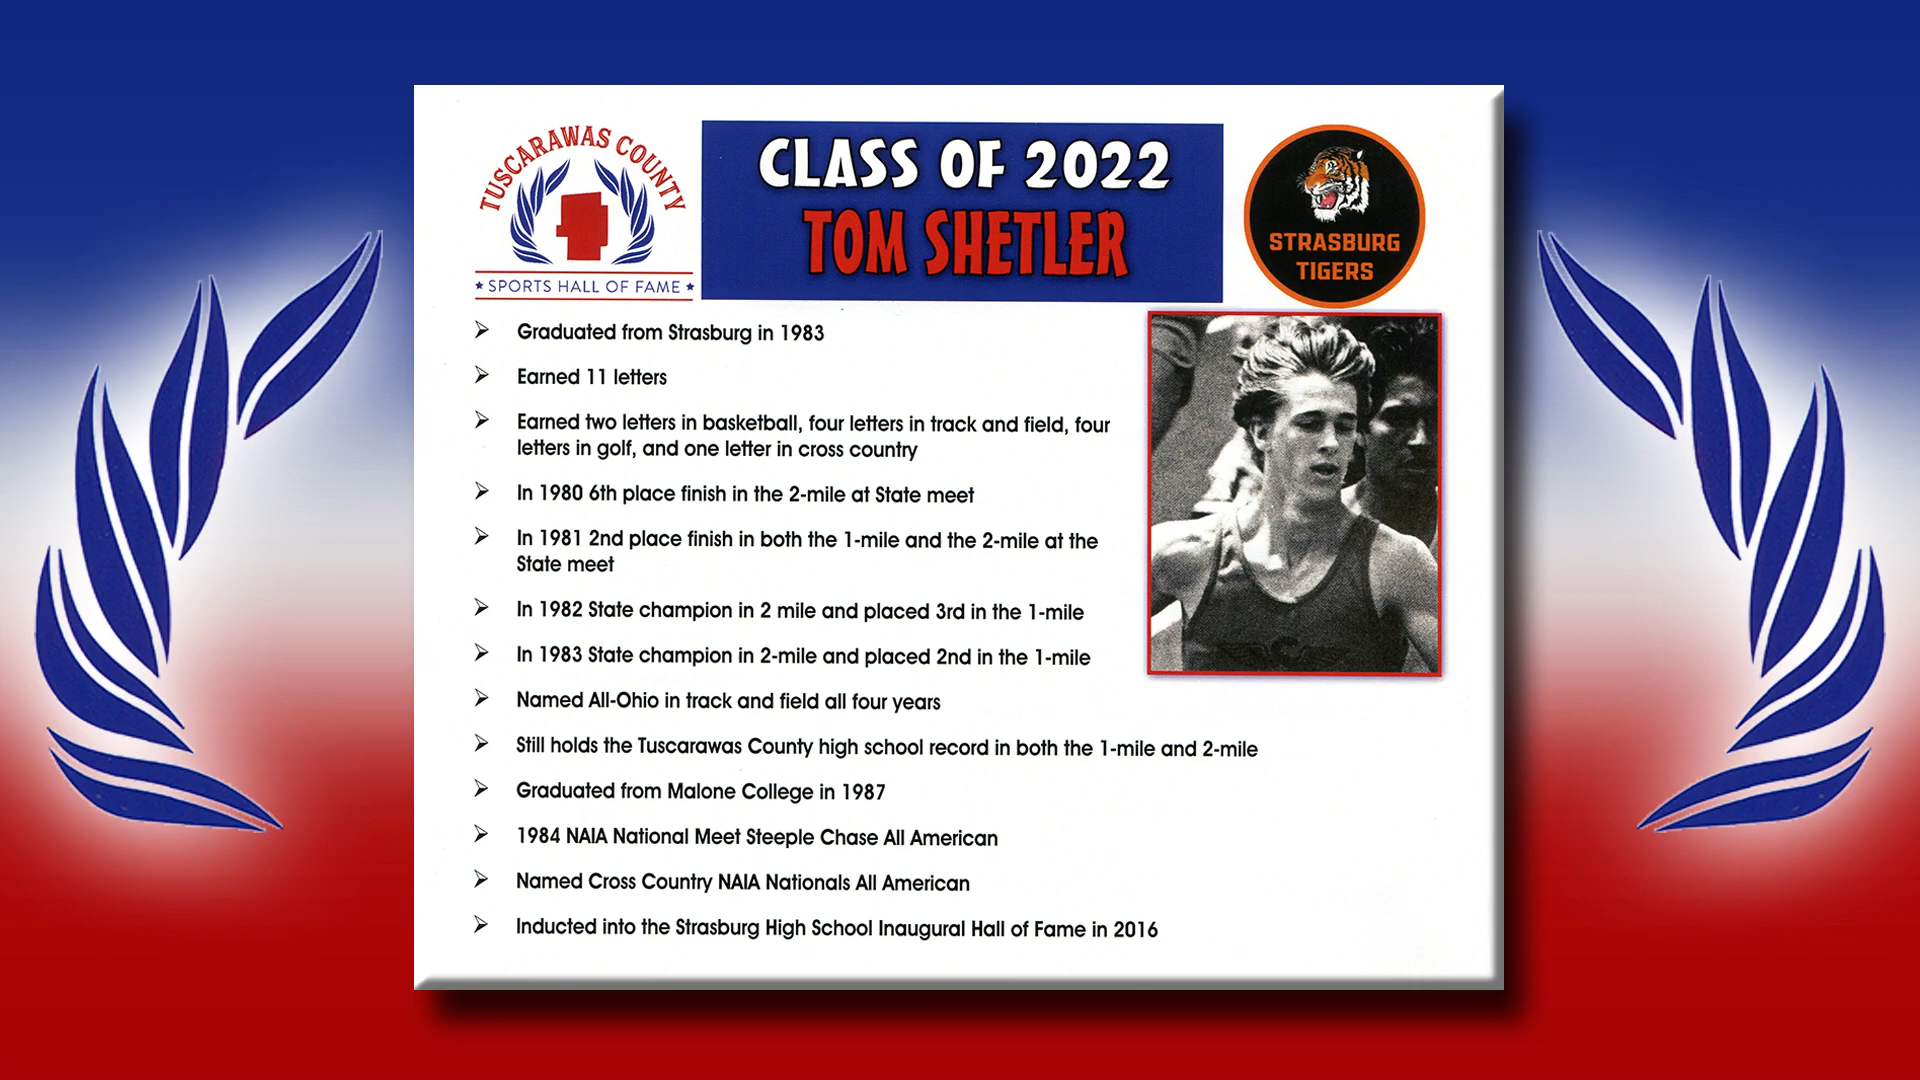 TUSCARAWAS COUNTY
★ SPORTS HALL OF FAME ★
CLASS OF 2022
TOM SHETLER
STRASBURG
TIGERS
➢ Graduated from Strasburg in 1983
➢ Earned 11 letters
➢ Earned two letters in basketball, four letters in track and field, four
letters in golf, and one letter in cross country
➢ In 1980 6th place finish in the 2-mile at State meet
➢ In 1981 2nd place finish in both the 1-mile and the 2-mile at the
State meet
➢ In 1982 State champion in 2 mile and placed 3rd in the 1-mile
➢ In 1983 State champion in 2-mile and placed 2nd in the 1-mile
➢ Named All-Ohio in track and field all four years
➢ Still holds the Tuscarawas County high school record in both the 1-mile and 2-mile
➢ Graduated from Malone College in 1987
➢ 1984 NAIA National Meet Steeple Chase All American
➢ Named Cross Country NAIA Nationals All American
➢ Inducted into the Strasburg High School Inaugural Hall of Fame in 2016